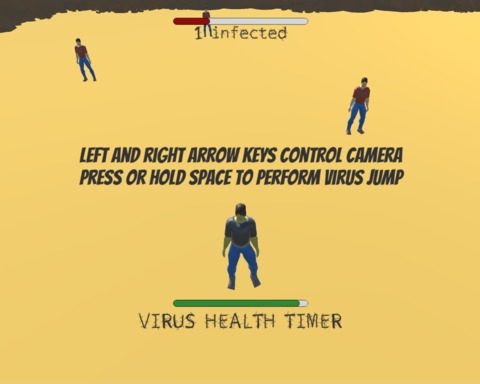 1 infected
LEFT AND RIGHT ARROW KEYS CONTROL CAMERA
PRESS OR HOLD SPACE TO PERFORM VIRUS JUMP
VIRUS HEALTH TIMER